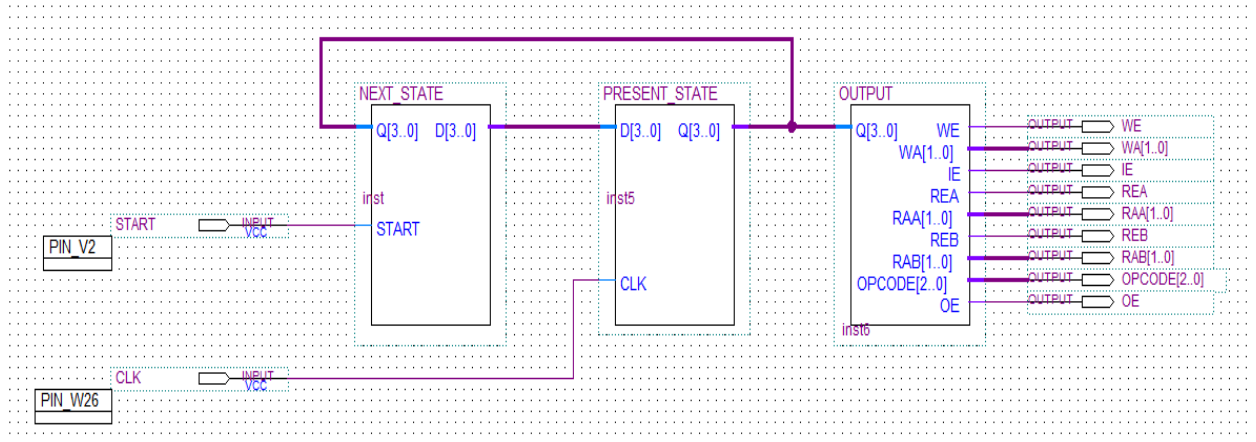 NEXT_STATE
Q[3..0] D[3..0]
inst
START
PRESENT_STATE
D[3..0] Q[3..0]
inst5
CLK
OUTPUT
Q[3..0] WE
WA[1..0]
IE
REA
RAA[1..0]
REB
RAB[1..0]
OPCODE[2..0]
OE
inst6
OUTPUT WE
OUTPUT WA[1..0]
OUTPUT IE
OUTPUT REA
OUTPUT RAA[1..0]
OUTPUT REB
OUTPUT RAB[1..0]
OUTPUT OPCODE[2..0]
OUTPUT OE
START INPUT
VCC
PIN_V2
CLK INPUT
VCC
PIN_W26